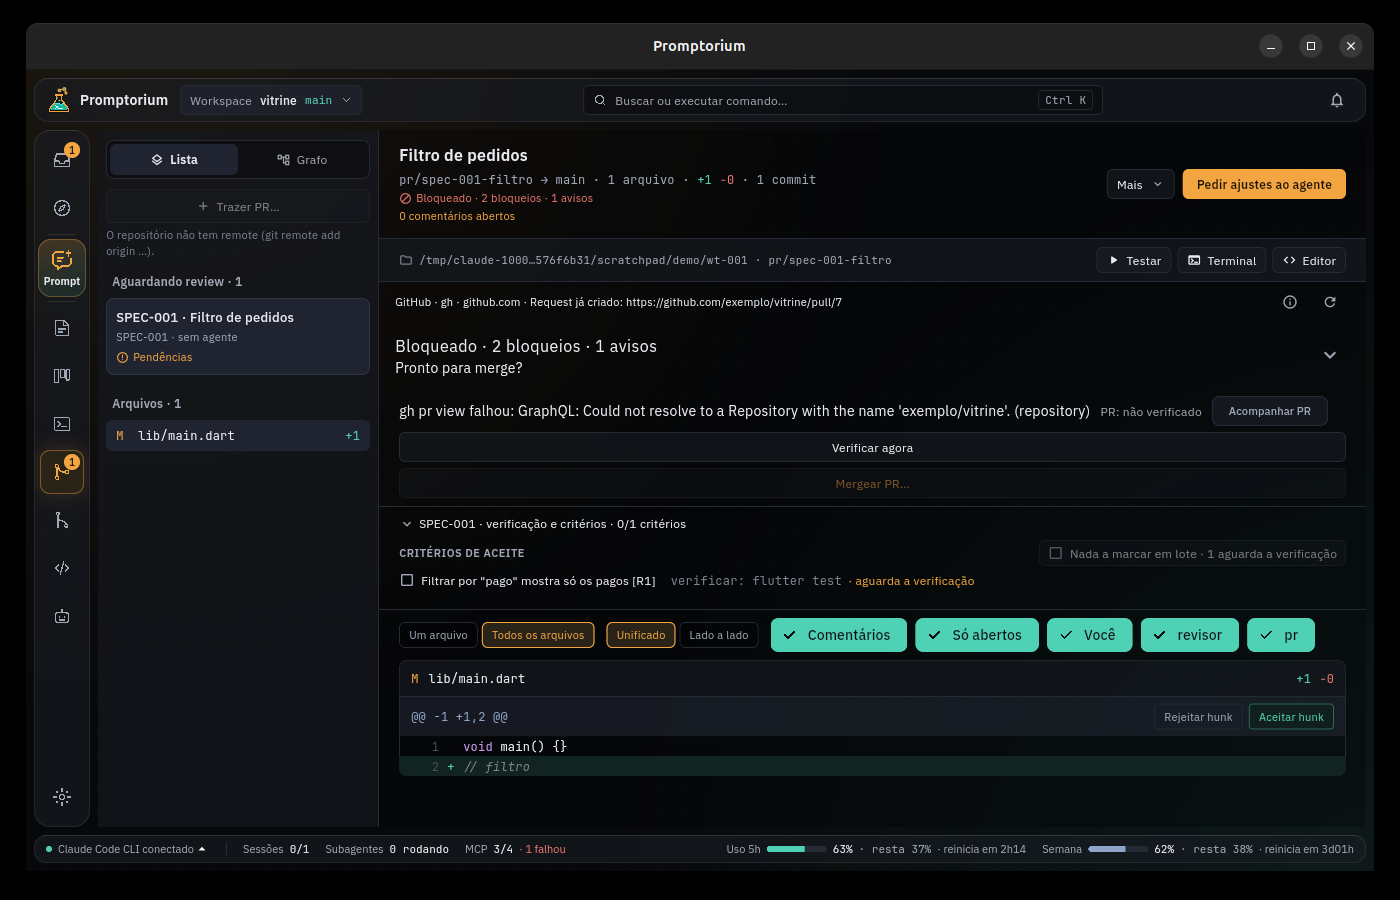 Promptorium
Promptorium
Workspace vitrine main
Buscar ou executar comando...
Ctrl K
1
Prompt
1
Lista
Grafo
+ Trazer PR...
O repositório não tem remote (git remote add
origin ...).
Aguardando review · 1
SPEC-001 · Filtro de pedidos
SPEC-001 · sem agente
Pendências
Arquivos · 1
M lib/main.dart +1
Filtro de pedidos
pr/spec-001-filtro → main · 1 arquivo · +1 -0 · 1 commit
Bloqueado · 2 bloqueios · 1 avisos
0 comentários abertos
Mais
Pedir ajustes ao agente
/tmp/claude-1000…576f6b31/scratchpad/demo/wt-001 · pr/spec-001-filtro
Testar
Terminal
Editor
GitHub · gh · github.com · Request já criado: https://github.com/exemplo/vitrine/pull/7
Bloqueado · 2 bloqueios · 1 avisos
Pronto para merge?
gh pr view falhou: GraphQL: Could not resolve to a Repository with the name 'exemplo/vitrine'. (repository)
PR: não verificado
Acompanhar PR
Verificar agora
Mergear PR...
SPEC-001 · verificação e critérios · 0/1 critérios
CRITÉRIOS DE ACEITE
Nada a marcar em lote · 1 aguarda a verificação
Filtrar por "pago" mostra só os pagos [R1] verificar: flutter test · aguarda a verificação
Um arquivo
Todos os arquivos
Unificado
Lado a lado
Comentários
Só abertos
Você
revisor
pr
M lib/main.dart +1 -0
@@ -1 +1,2 @@
Rejeitar hunk
Aceitar hunk
1 void main() {}
2 + // filtro
Claude Code CLI conectado
Sessões 0/1
Subagentes 0 rodando
MCP 3/4 · 1 falhou
Uso 5h 63% · resta 37% · reinicia em 2h14
Semana 62% · resta 38% · reinicia em 3d01h